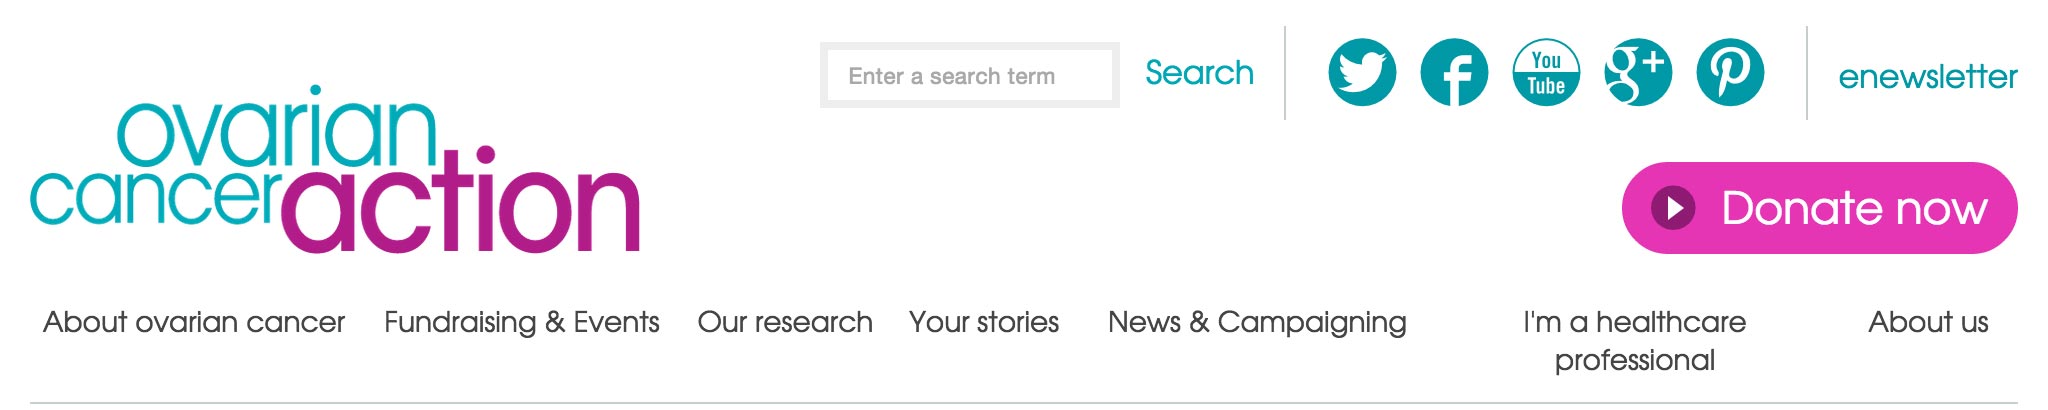 ovarian
canceraction
Enter a search term
Search
You
Tube
g+
enewsletter
Donate now
About ovarian cancer
Fundraising & Events
Our research
Your stories
News & Campaigning
I'm a healthcare
professional
About us